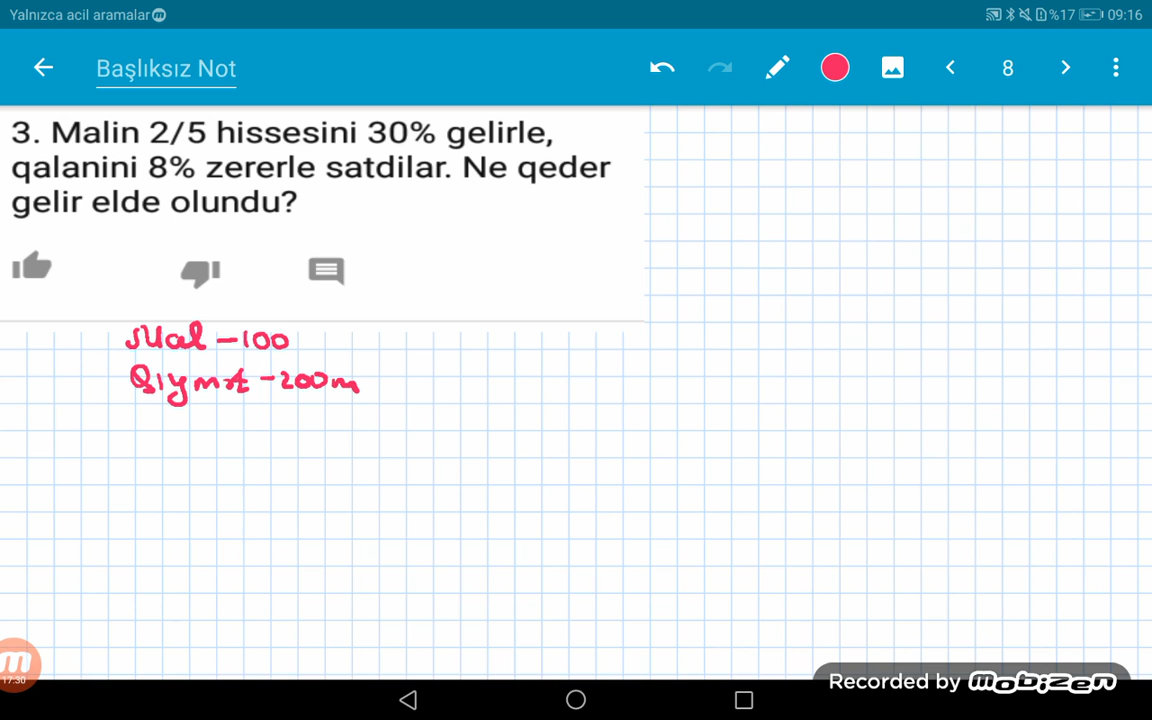 Yalnızca acil aramalar
%17 09:16
Başlıksız Not
8
3. Malin 2/5 hissesini 30% gelirle,
qalanini 8% zererle satdilar. Ne qeder
gelir elde olundu?
Mal - 100
Qiymət - 200m
17:30
Recorded by mobizen